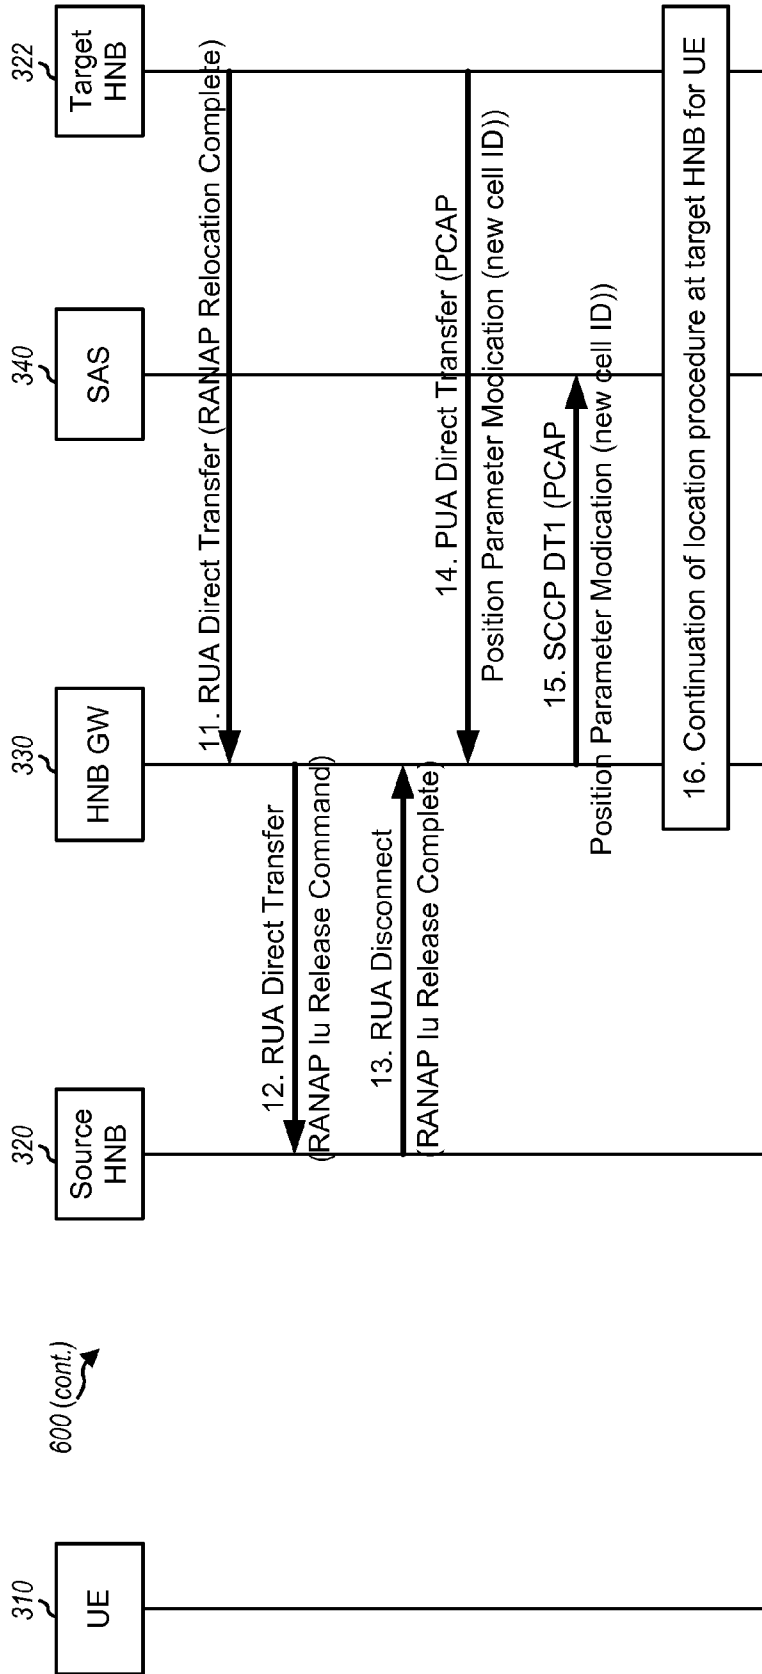 600 (cont.)
310
UE
320
Source
HNB
330
HNB GW
340
SAS
322
Target
HNB
11. RUA Direct Transfer (RANAP Relocation Complete)
12. RUA Direct Transfer
(RANAP Iu Release Command)
13. RUA Disconnect
(RANAP Iu Release Complete)
14. PUA Direct Transfer (PCAP
Position Parameter Modication (new cell ID))
15. SCCP DT1 (PCAP
Position Parameter Modication (new cell ID))
16. Continuation of location procedure at target HNB for UE